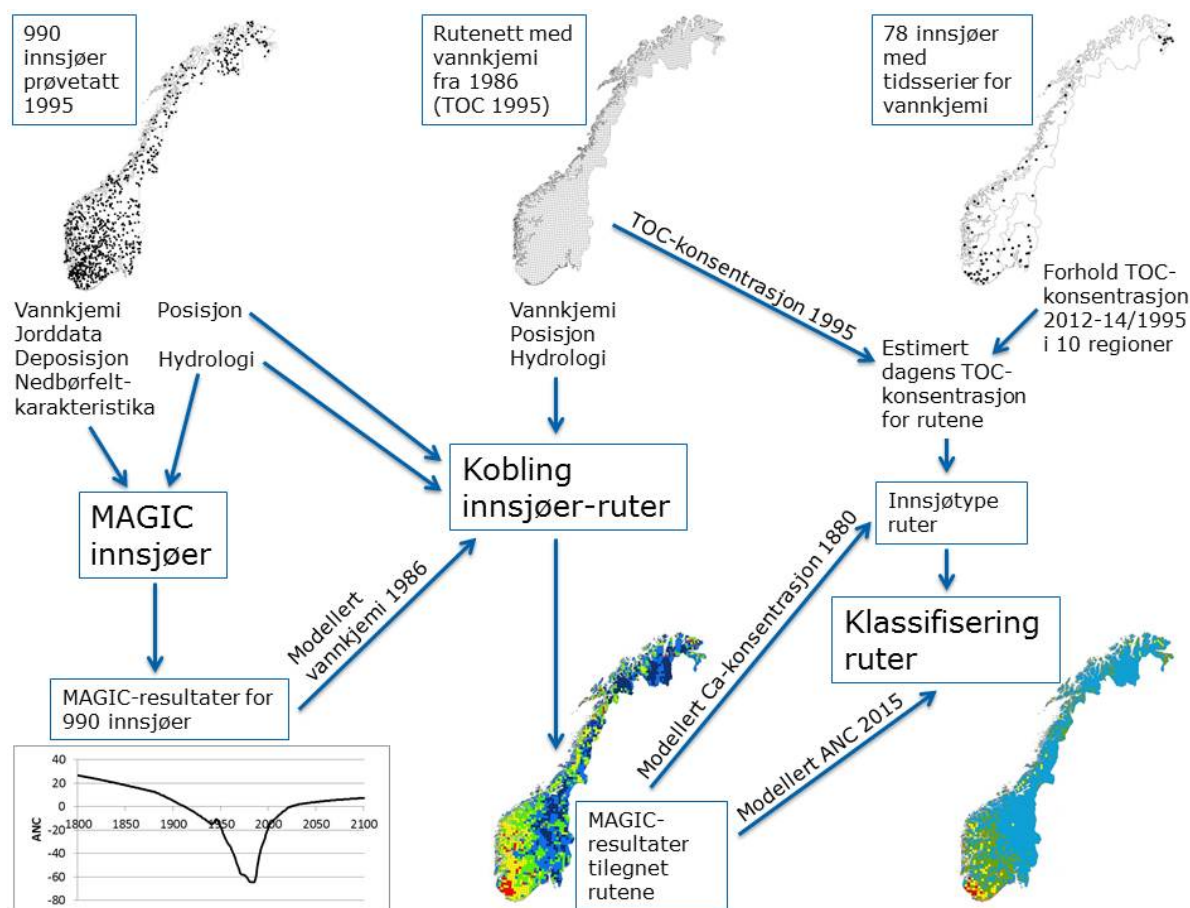 990
innsjøer
prøvetatt
1995
Rutenett med
vannkjemi
fra 1986
(TOC 1995)
78 innsjøer
med
tidsserier for
vannkjemi
Vannkjemi
Jorddata
Deposisjon
Nedbørfelt-
karakteristika
Posisjon
Hydrologi
Vannkjemi
Posisjon
Hydrologi
TOC-konsentrasjon 1995
Forhold TOC-
konsentrasjon
2012-14/1995
i 10 regioner
Estimert
dagens TOC-
konsentrasjon
for rutene
MAGIC
innsjøer
Kobling
innsjøer-ruter
Innsjøtype
ruter
Modellert
vannkjemi 1986
Klassifisering
ruter
MAGIC-resultater for
990 innsjøer
Modellert Ca-konsentrasjon 1880
Modellert ANC 2015
MAGIC-
resultater
tilegnet
rutene
ANC
40
20
0
-20
-40
-60
-80
1800 1850 1900 1950 2000 2050 2100